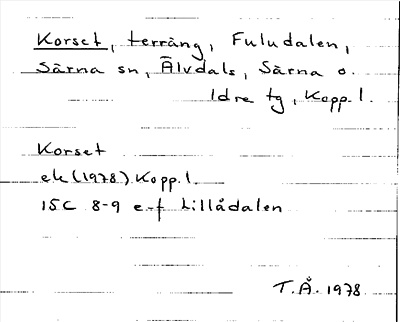 Korset, terräng, Fuludalen,
Särna sn, Älvdals, Särna o.
Idre tg, Kopp. l.
Korset
ek (1978) Kopp. l.
15C 8-9 e-f Lillådalen
T.Å. 1978